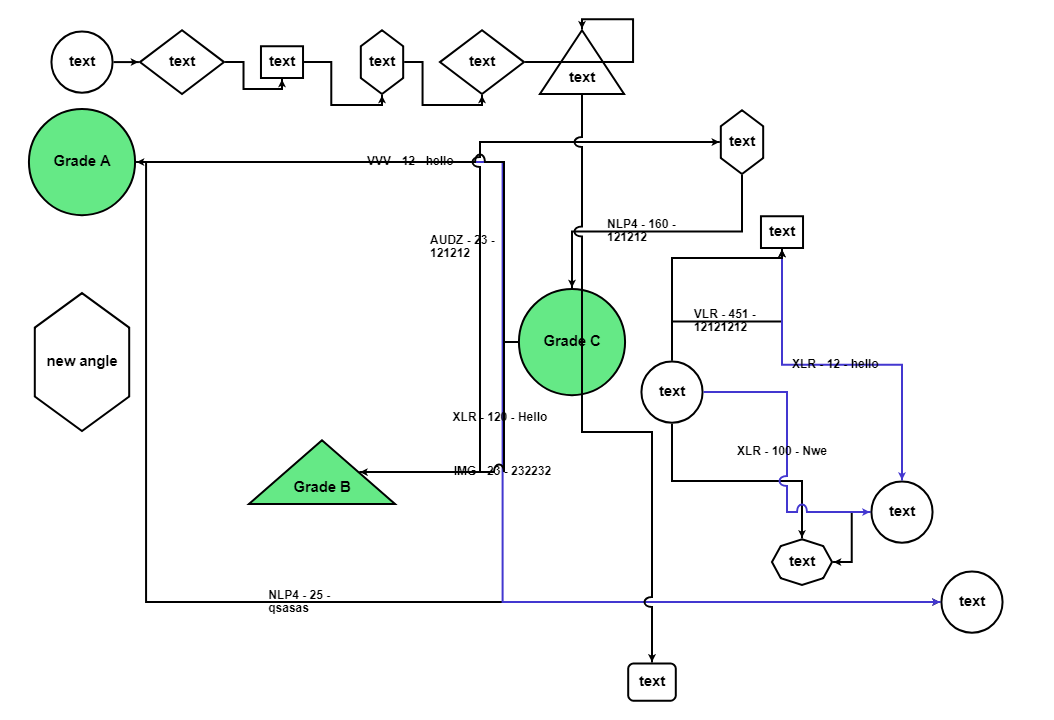 text
text
text
text
text
text
text
Grade A
VVV - 12 - hello
NLP4 - 160 -
121212
text
AUDZ - 23 -
121212
VLR - 451 -
12121212
Grade C
new angle
XLR - 12 - hello
text
XLR - 120 - Hello
XLR - 100 - Nwe
IMG - 23 - 232232
Grade B
text
text
NLP4 - 25 -
qsasas
text
text